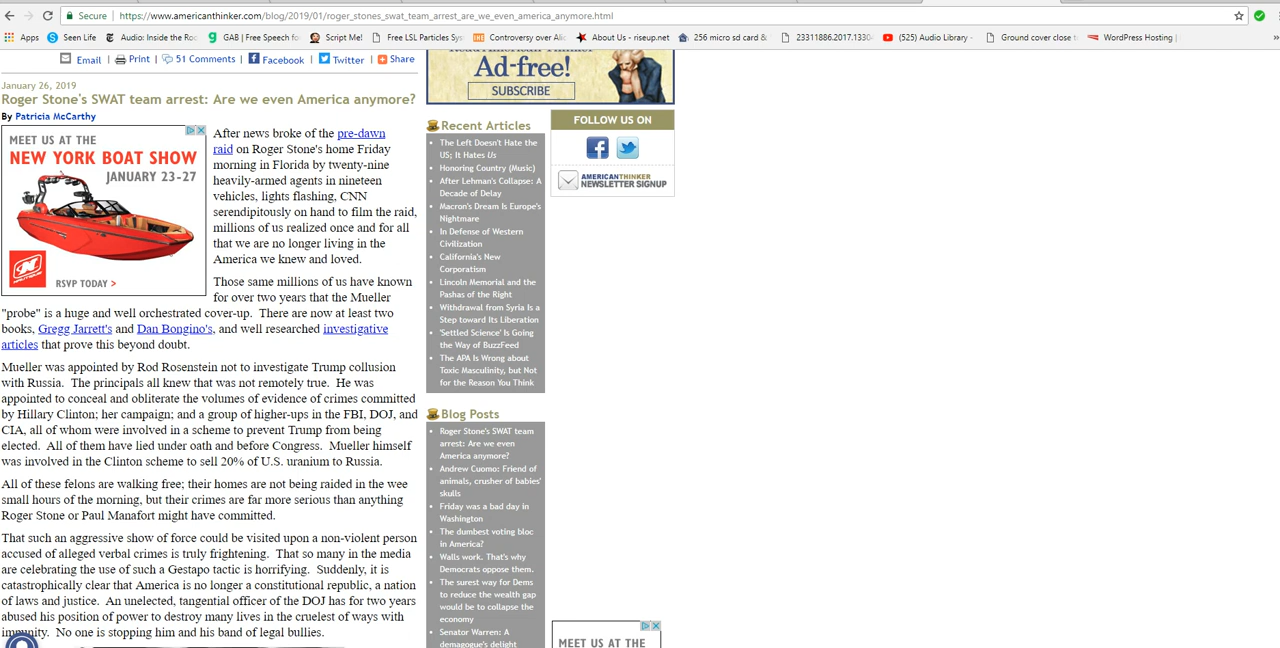 Secure
https://www.americanthinker.com/blog/2019/01/roger_stones_swat_team_arrest_are_we_even_america_anymore.html
Apps
Seen Life
Audio: Inside the Roc
GAB | Free Speech fo
Script Me!
Free LSL Particles Sys
Controversy over Alic
About Us - riseup.net
256 micro sd card &
23311886.2017.1330
(525) Audio Library -
Ground cover close t
WordPress Hosting |
»
Email
Print
51 Comments
Facebook
Twitter
Share
January 26, 2019
Roger Stone's SWAT team arrest: Are we even America anymore?
By Patricia McCarthy
MEET US AT THE
NEW YORK BOAT SHOW
JANUARY 23-27
RSVP TODAY >
After news broke of the pre-dawn
raid on Roger Stone's home Friday
morning in Florida by twenty-nine
heavily-armed agents in nineteen
vehicles, lights flashing, CNN
serendipitously on hand to film the raid,
millions of us realized once and for all
that we are no longer living in the
America we knew and loved.
Those same millions of us have known
for over two years that the Mueller
"probe" is a huge and well orchestrated cover-up.  There are now at least two
books, Gregg Jarrett's and Dan Bongino's, and well researched investigative
articles that prove this beyond doubt.
Mueller was appointed by Rod Rosenstein not to investigate Trump collusion
with Russia.  The principals all knew that was not remotely true.  He was
appointed to conceal and obliterate the volumes of evidence of crimes committed
by Hillary Clinton; her campaign; and a group of higher-ups in the FBI, DOJ, and
CIA, all of whom were involved in a scheme to prevent Trump from being
elected.  All of them have lied under oath and before Congress.  Mueller himself
was involved in the Clinton scheme to sell 20% of U.S. uranium to Russia.
All of these felons are walking free; their homes are not being raided in the wee
small hours of the morning, but their crimes are far more serious than anything
Roger Stone or Paul Manafort might have committed.
That such an aggressive show of force could be visited upon a non-violent person
accused of alleged verbal crimes is truly frightening.  That so many in the media
are celebrating the use of such a Gestapo tactic is horrifying.  Suddenly, it is
catastrophically clear that America is no longer a constitutional republic, a nation
of laws and justice.  An unelected, tangential officer of the DOJ has for two years
abused his position of power to destroy many lives in the cruelest of ways with
impunity.  No one is stopping him and his band of legal bullies.
Read American Thinker
Ad-free!
SUBSCRIBE
Recent Articles
The Left Doesn't Hate the
US; It Hates Us
Honoring Country (Music)
After Lehman's Collapse: A
Decade of Delay
Macron's Dream Is Europe's
Nightmare
In Defense of Western
Civilization
California's New
Corporatism
Lincoln Memorial and the
Pashas of the Right
Withdrawal from Syria Is a
Step toward Its Liberation
'Settled Science' Is Going
the Way of BuzzFeed
The APA Is Wrong about
Toxic Masculinity, but Not
for the Reason You Think
Blog Posts
Roger Stone's SWAT team
arrest: Are we even
America anymore?
Andrew Cuomo: Friend of
animals, crusher of babies'
skulls
Friday was a bad day in
Washington
The dumbest voting bloc
in America?
Walls work. That's why
Democrats oppose them.
The surest way for Dems
to reduce the wealth gap
would be to collapse the
economy
Senator Warren: A
demagogue's delight
FOLLOW US ON
AMERICANTHINKER
NEWSLETTER SIGNUP
MEET US AT THE